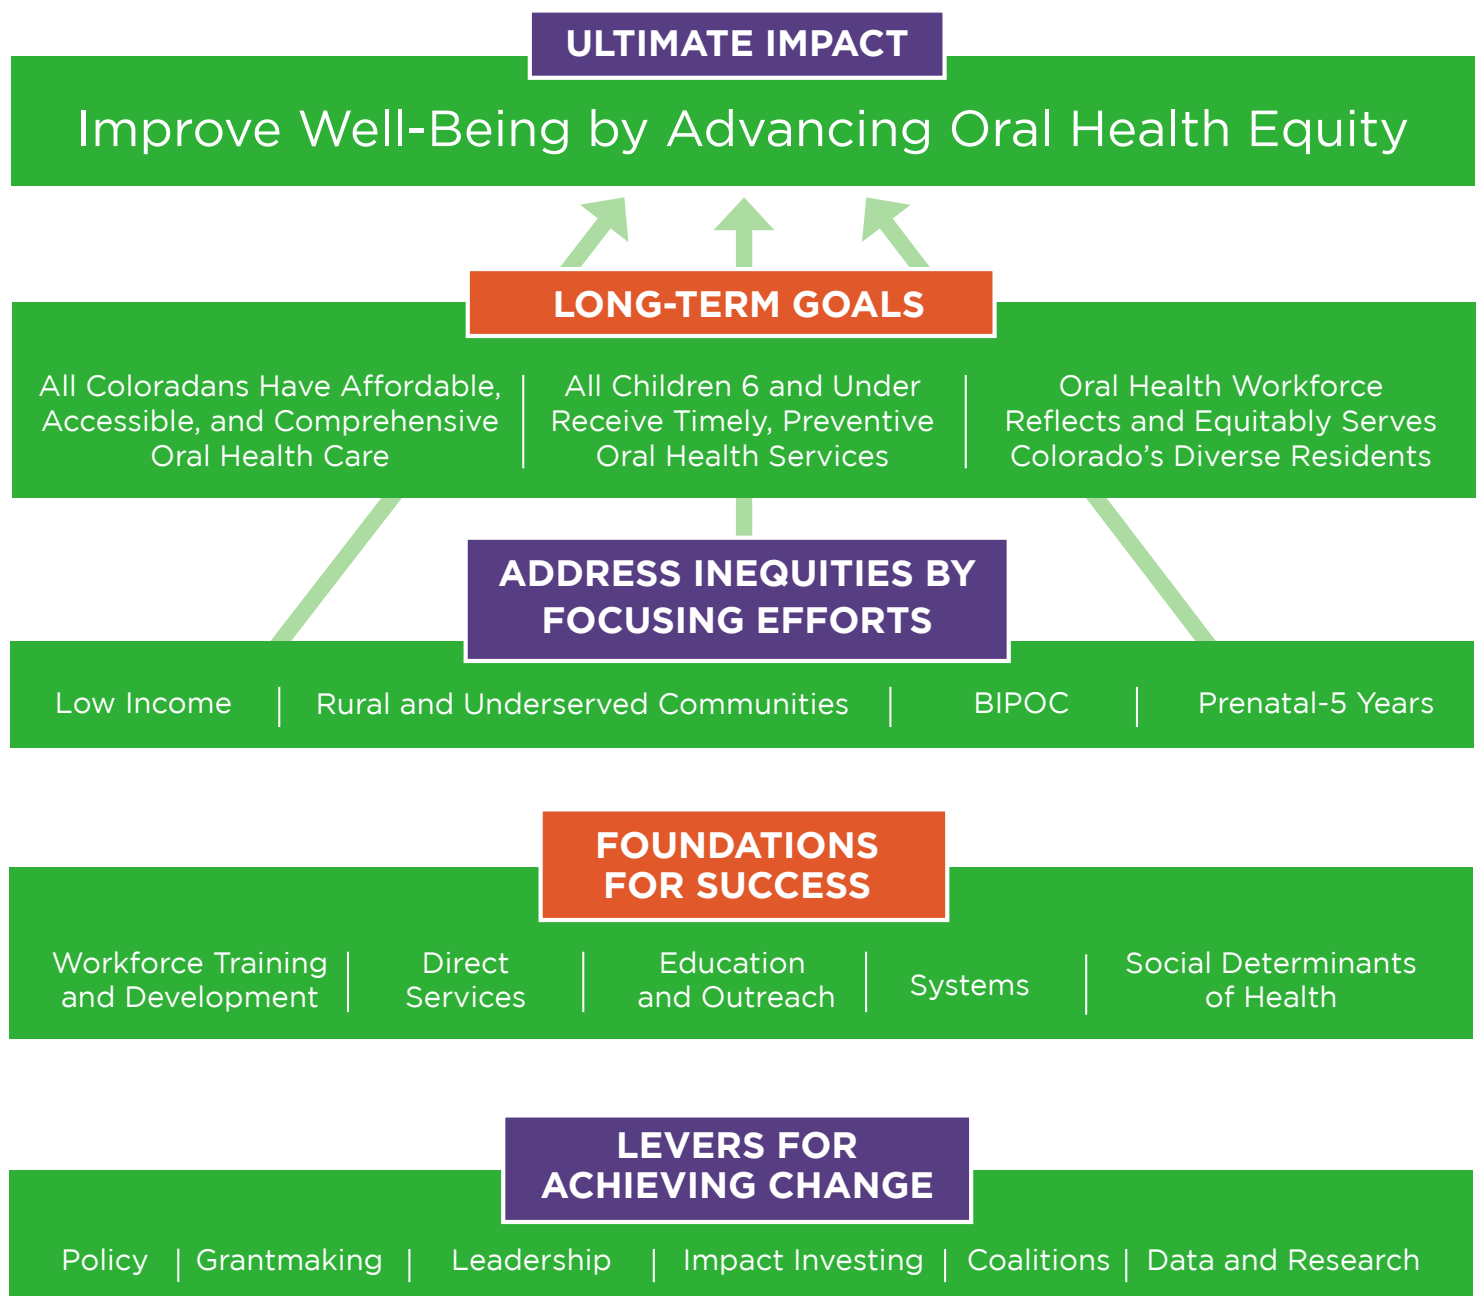 ULTIMATE IMPACT
Improve Well-Being by Advancing Oral Health Equity
LONG-TERM GOALS
All Coloradans Have Affordable,
Accessible, and Comprehensive
Oral Health Care
All Children 6 and Under
Receive Timely, Preventive
Oral Health Services
Oral Health Workforce
Reflects and Equitably Serves
Colorado’s Diverse Residents
ADDRESS INEQUITIES BY
FOCUSING EFFORTS
Low Income
Rural and Underserved Communities
BIPOC
Prenatal-5 Years
FOUNDATIONS
FOR SUCCESS
Workforce Training
and Development
Direct
Services
Education
and Outreach
Systems
Social Determinants
of Health
LEVERS FOR
ACHIEVING CHANGE
Policy
Grantmaking
Leadership
Impact Investing
Coalitions
Data and Research